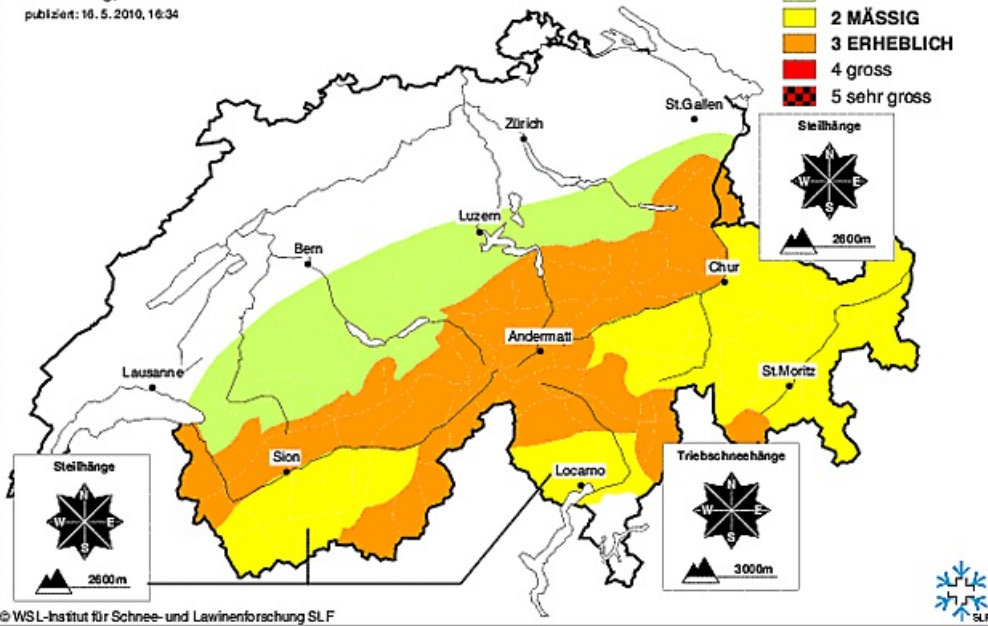 publiziert: 16. 5. 2010, 16:34
2 MÄSSIG
3 ERHEBLICH
4 gross
5 sehr gross
St.Gallen
Zürich
Steilhänge
N
W E
S
2600m
Luzern
Bern
Chur
Andermatt
Lausanne
St.Moritz
Sion
Locarno
Steilhänge
N
W E
S
2600m
Triebschneehänge
N
W E
S
3000m
© WSL-Institut für Schnee- und Lawinenforschung SLF
SLF